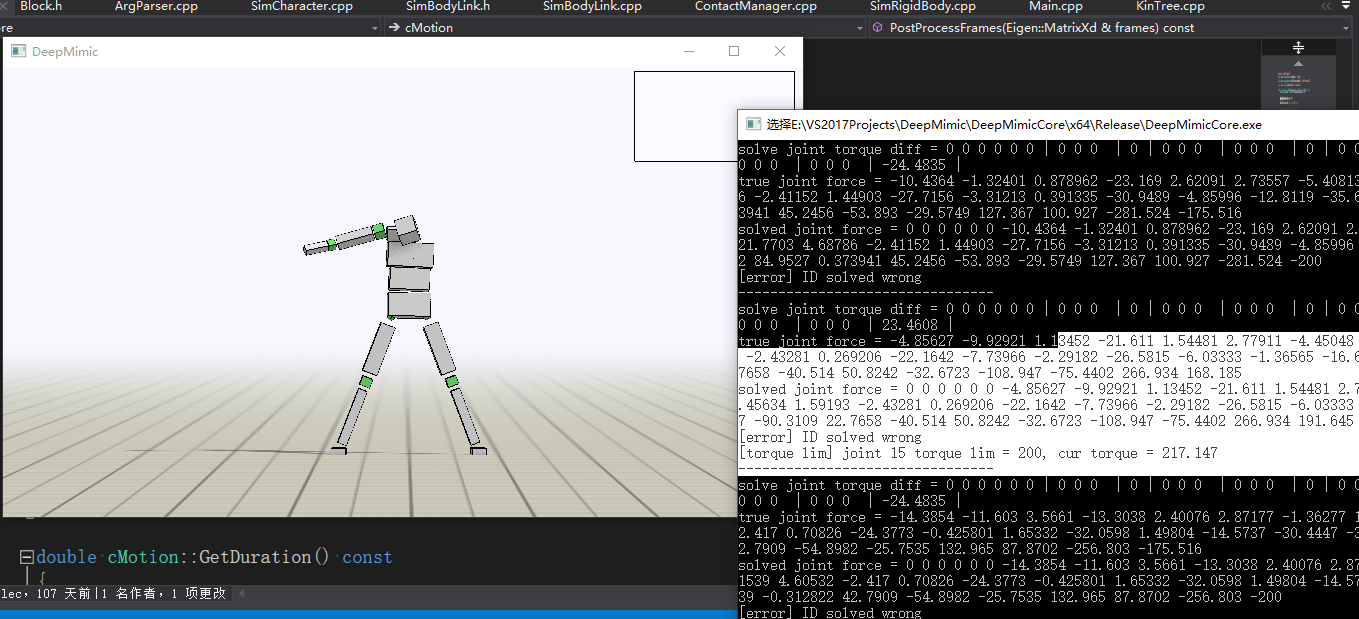 Block.h ArgParser.cpp SimCharacter.cpp SimBodyLink.h SimBodyLink.cpp ContactManager.cpp SimRigidBody.cpp Main.cpp KinTree.cpp
re cMotion PostProcessFrames(Eigen::MatrixXd & frames) const
DeepMimic
选择E:\VS2017Projects\DeepMimic\DeepMimicCore\x64\Release\DeepMimicCore.exe
solve joint torque diff = 0 0 0 0 0 0 | 0 0 0 | 0 | 0 0 0 | 0 0 0 | 0 | 0 0
0 0 0 | 0 0 0 | -24.4835 |
true joint force = -10.4364 -1.32401 0.878962 -23.169 2.62091 2.73557 -5.40813
6 -2.41152 1.44903 -27.7156 -3.31213 0.391335 -30.9489 -4.85996 -12.8119 -35.6
3941 45.2456 -53.893 -29.5749 127.367 100.927 -281.524 -175.516
solved joint force = 0 0 0 0 0 0 -10.4364 -1.32401 0.878962 -23.169 2.62091 2.
21.7703 4.68786 -2.41152 1.44903 -27.7156 -3.31213 0.391335 -30.9489 -4.85996
2 84.9527 0.373941 45.2456 -53.893 -29.5749 127.367 100.927 -281.524 -200
[error] ID solved wrong
--------------------------------
solve joint torque diff = 0 0 0 0 0 0 | 0 0 0 | 0 | 0 0 0 | 0 0 0 | 0 | 0 0
0 0 0 | 0 0 0 | 23.4608 |
true joint force = -4.85627 -9.92921 1.13452 -21.611 1.54481 2.77911 -4.45048
-2.43281 0.269206 -22.1642 -7.73966 -2.29182 -26.5815 -6.03333 -1.36565 -16.6
7658 -40.514 50.8242 -32.6723 -108.947 -75.4402 266.934 168.185
solved joint force = 0 0 0 0 0 0 -4.85627 -9.92921 1.13452 -21.611 1.54481 2.7
.45634 1.59193 -2.43281 0.269206 -22.1642 -7.73966 -2.29182 -26.5815 -6.03333
7 -90.3109 22.7658 -40.514 50.8242 -32.6723 -108.947 -75.4402 266.934 191.645
[error] ID solved wrong
[torque lim] joint 15 torque lim = 200, cur torque = 217.147
--------------------------------
solve joint torque diff = 0 0 0 0 0 0 | 0 0 0 | 0 | 0 0 0 | 0 0 0 | 0 | 0 0
0 0 0 | 0 0 0 | -24.4835 |
true joint force = -14.3854 -11.603 3.5661 -13.3038 2.40076 2.87177 -1.36277 1
2.417 0.70826 -24.3773 -0.425801 1.65332 -32.0598 1.49804 -14.5737 -30.4447 -3
2.7909 -54.8982 -25.7535 132.965 87.8702 -256.803 -175.516
solved joint force = 0 0 0 0 0 0 -14.3854 -11.603 3.5661 -13.3038 2.40076 2.87
1539 4.60532 -2.417 0.70826 -24.3773 -0.425801 1.65332 -32.0598 1.49804 -14.57
39 -0.312822 42.7909 -54.8982 -25.7535 132.965 87.8702 -256.803 -200
[error] ID solved wrong
double cMotion::GetDuration() const
{
lec，107 天前|1 名作者，1 项更改